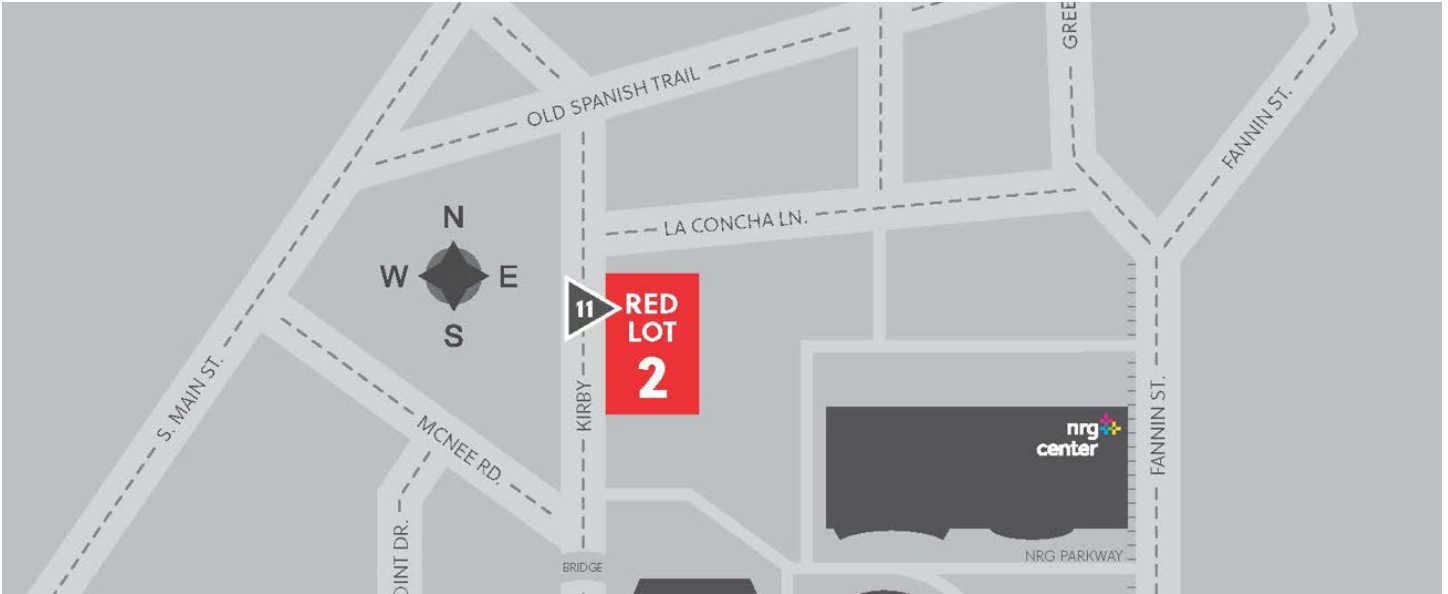 GREE
OLD SPANISH TRAIL
FANNIN ST.
N
LA CONCHA LN.
W E
S
11
RED
LOT
2
S. MAIN ST.
KIRBY
MCNEE RD.
nrg
center
FANNIN ST.
OINT DR.
BRIDGE
NRG PARKWAY